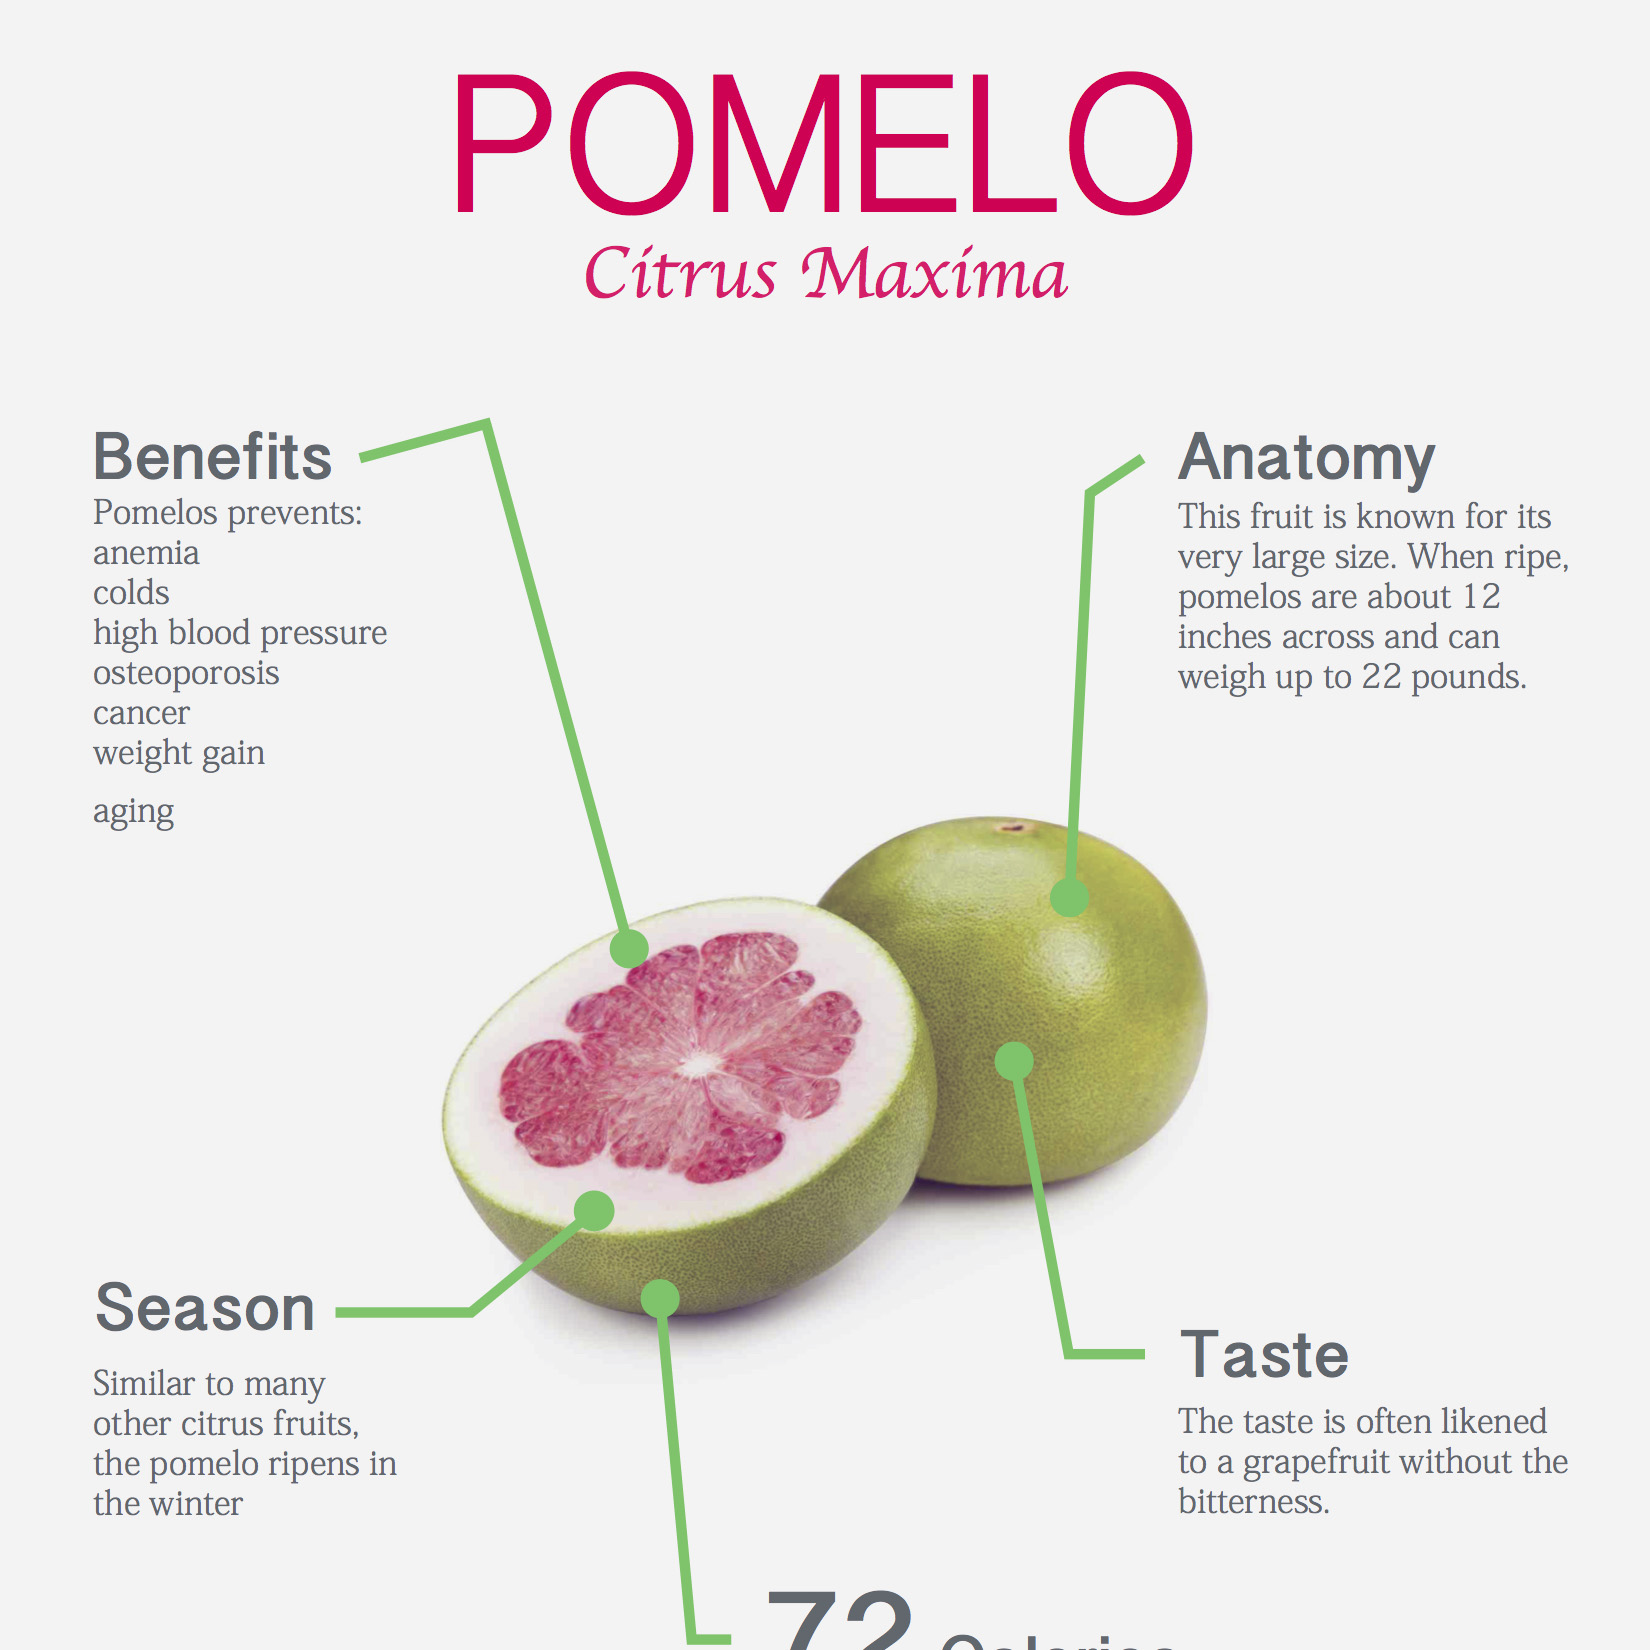 POMELO
Citrus Maxima
Benefits
Pomelos prevents:
anemia
colds
high blood pressure
osteoporosis
cancer
weight gain
aging
Anatomy
This fruit is known for its
very large size. When ripe,
pomelos are about 12
inches across and can
weigh up to 22 pounds.
Season
Similar to many
other citrus fruits,
the pomelo ripens in
the winter
Taste
The taste is often likened
to a grapefruit without the
bitterness.
72 Calories